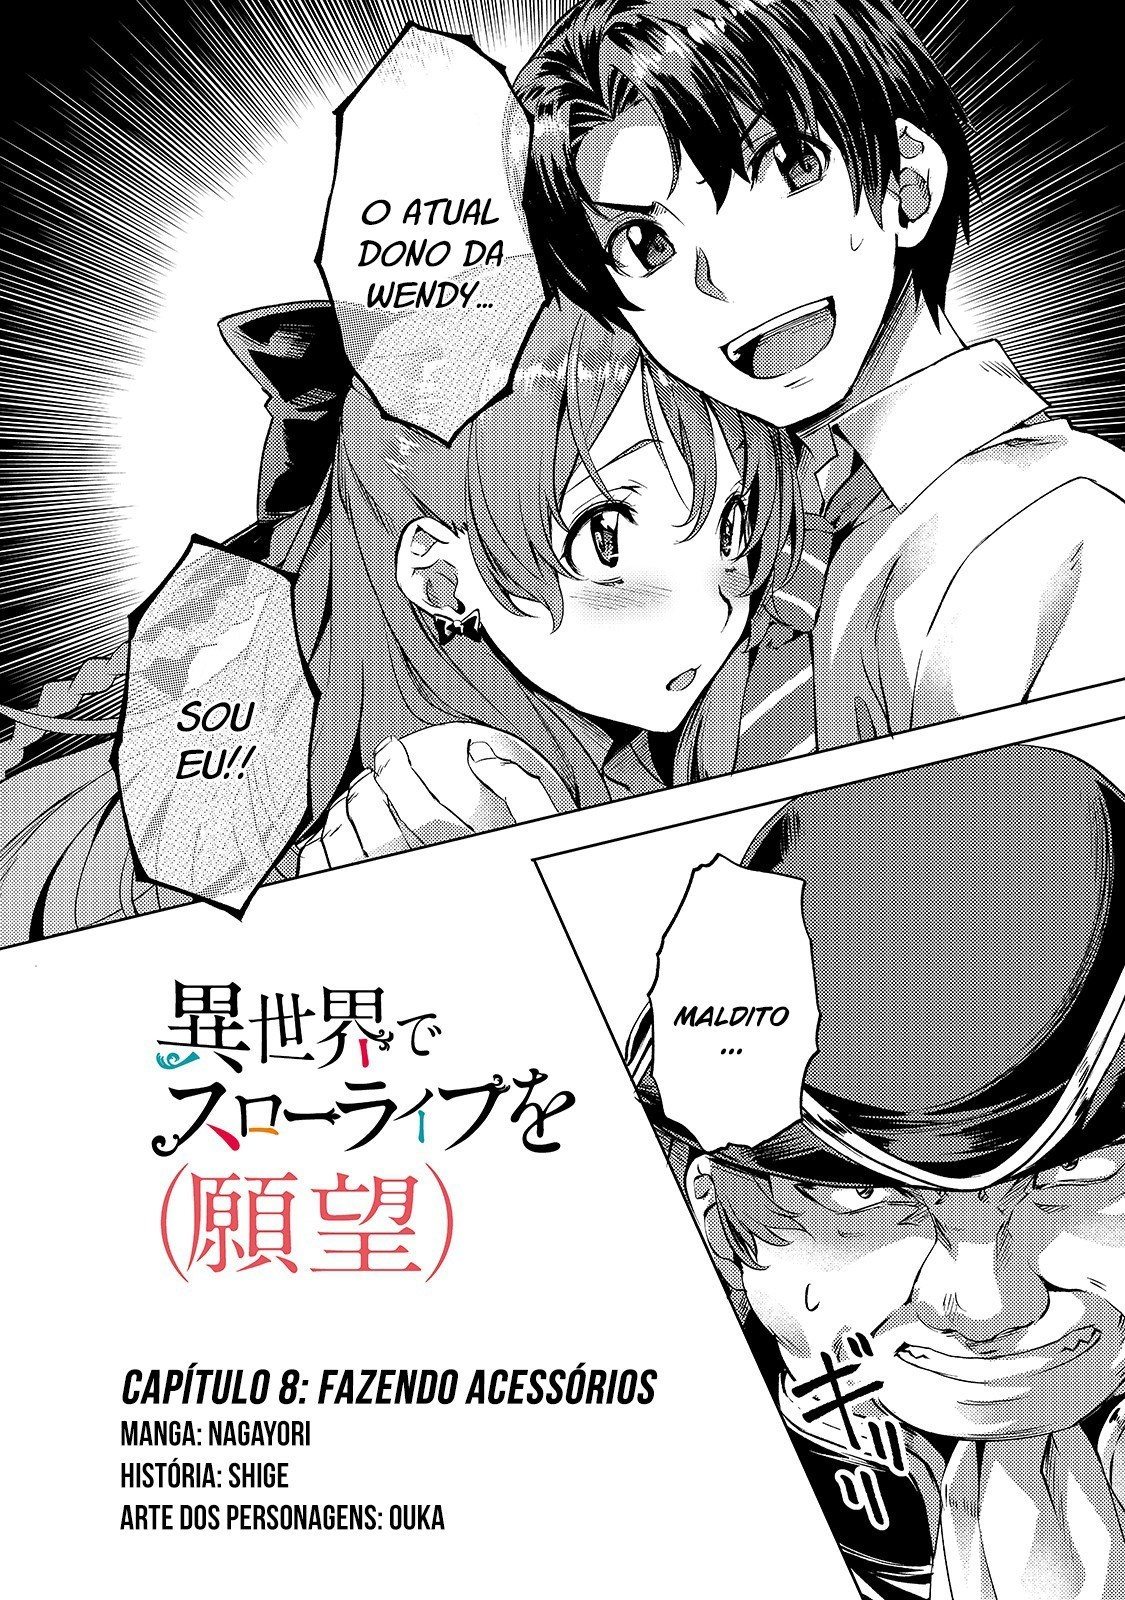 O ATUAL
DONO DA
WENDY...
SOU
EU!!
MALDITO
...
ギリリ
異世界で
スローライフを
(願望)
CAPÍTULO 8: FAZENDO ACESSÓRIOS
MANGA: NAGAYORI
HISTÓRIA: SHIGE
ARTE DOS PERSONAGENS: OUKA